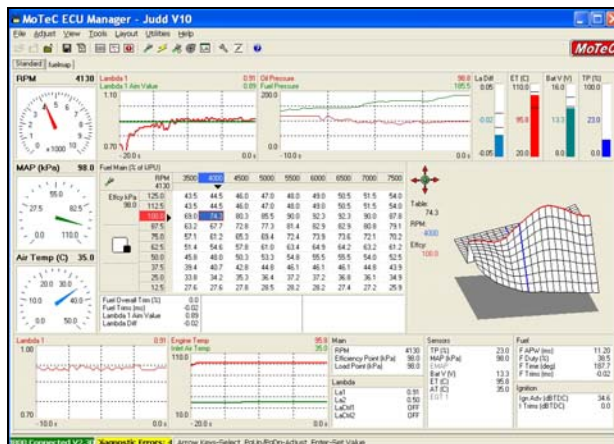 MoTeC ECU Manager - Judd V10
File Adjust View Tools Layout Utilities Help
MoTeC
Standard fuelmap
RPM 4130
x 1000
MAP (kPa) 98.0
27.5 82.5
0.0 110.0
Air Temp (C) 35.0
20.0 30.0
10.0 40.0
0.0 50.0
Lambda 1 0.91
Lambda 1 Aim Value 0.89
1.10
0.70
-20.0 s 0.0 s
Oil Pressure 98.8
Fuel Pressure 105.5
200.0
0.0
-10.0 s 0.0 s
La Diff ET (C) Bat V (V) TP (%)
0.05 110.0 16.0 100.0
-0.02 95.8 13.3 23.0
-0.05 20.0 8.0 0.0
Fuel Main (% of IJPU)
RPM 3500 4000 4500 5000 5500 6000 6500 7000 7500
4130
Effcy kPa 125.0 43.5 44.5 46.0 47.0 48.0 49.0 50.5 51.5 54.0
98.0 112.5 43.5 44.5 46.0 47.0 48.0 49.0 50.5 51.5 54.0
100.0 69.0 74.3 80.3 85.5 90.0 92.3 92.3 90.0 87.8
87.5 63.2 67.7 72.8 77.3 81.4 82.9 82.9 80.8 79.1
75.0 57.1 61.2 65.3 69.4 72.4 73.9 73.6 72.1 70.2
62.5 51.4 54.6 57.8 61.0 63.4 64.9 64.2 63.2 61.2
50.0 45.8 48.0 50.3 53.3 54.8 55.5 55.5 54.0 52.5
37.5 39.4 40.7 42.8 44.8 46.1 46.1 46.1 44.8 43.9
25.0 33.8 34.2 35.3 36.4 37.2 37.2 36.8 36.1 34.9
12.5 27.6 27.6 27.8 28.5 28.2 28.2 27.4 27.2 25.9
Table:
74.3
RPM:
-4000
Effcy:
100.0
Fuel Overall Trim (%) 0.0
Fuel Trims (ms) -0.02
Lambda 1 Aim Value 0.89
Lambda Diff -0.02
Lambda 1 0.91
1.00
0.70
-10.0 s 0.0 s
Engine Temp 95.8
Inlet Air Temp 35.0
110.0
10.0
-20.0 s 0.0 s
Main
RPM 4130
Efficiency Point (kPa) 98.0
Load Point (kPa) 98.0
Lambda
La1 0.91
La2 0.50
LaCtrl1 OFF
LaCtrl2 OFF
Sensors
TP (%) 23.0
MAP (kPa) 98.0
EMAP
Bat V (V) 13.3
ET (C) 95.8
AT (C) 35.0
EGT 1
Fuel
F APW (ms) 11.20
F Duty (%) 38.5
F Time (deg) 187.7
F Trims (ms) -0.02
Ignition
Ign Adv (dBTDC) 34.6
I Trims (dBTDC) 0.0
M800 Connected V2.30 Diagnostic Errors: 4 Arrow Keys-Select, PgUp/PgDn-Adjust, Enter-Set Value